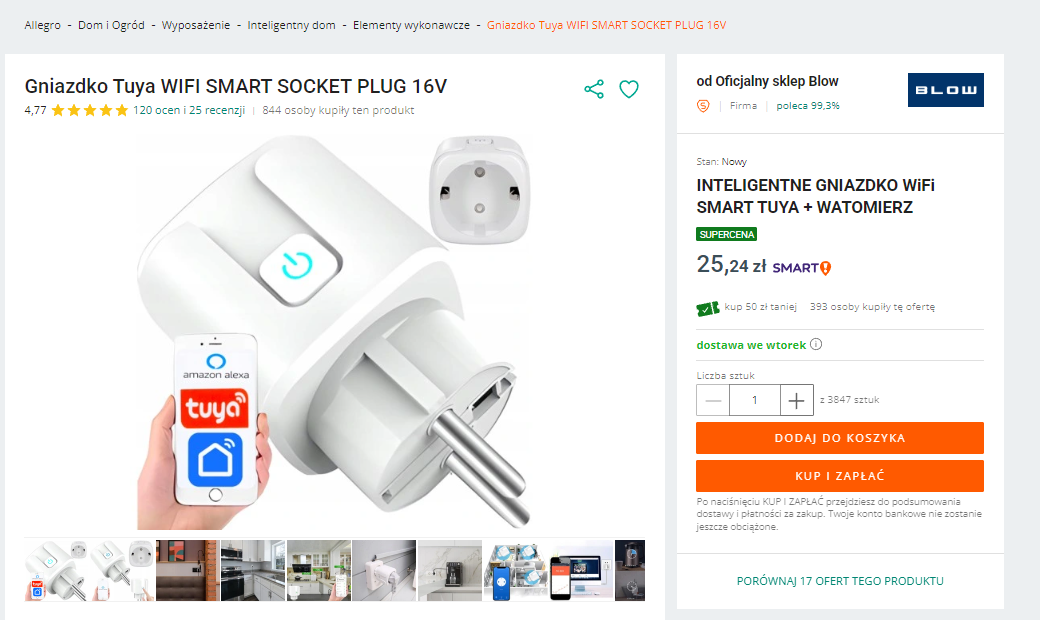 Allegro - Dom i Ogród - Wyposażenie - Inteligentny dom - Elementy wykonawcze - Gniazdko Tuya WIFI SMART SOCKET PLUG 16V
Gniazdko Tuya WIFI SMART SOCKET PLUG 16V
4,77 120 ocen i 25 recenzji | 844 osoby kupiły ten produkt
amazon alexa
tuya
od Oficjalny sklep Blow
Firma | poleca 99,3%
BLOW
Stan: Nowy
INTELIGENTNE GNIAZDKO WiFi
SMART TUYA + WATOMIERZ
SUPERCENA
25,24 zł SMART!
kup 50 zł taniej 393 osoby kupiły tę ofertę
dostawa we wtorek
Liczba sztuk
— 1 + z 3847 sztuk
DODAJ DO KOSZYKA
KUP I ZAPŁAĆ
Po naciśnięciu KUP I ZAPŁAĆ przejdziesz do podsumowania
dostawy i płatności za zakup. Twoje konto bankowe nie zostanie
jeszcze obciążone.
PORÓWNAJ 17 OFERT TEGO PRODUKTU